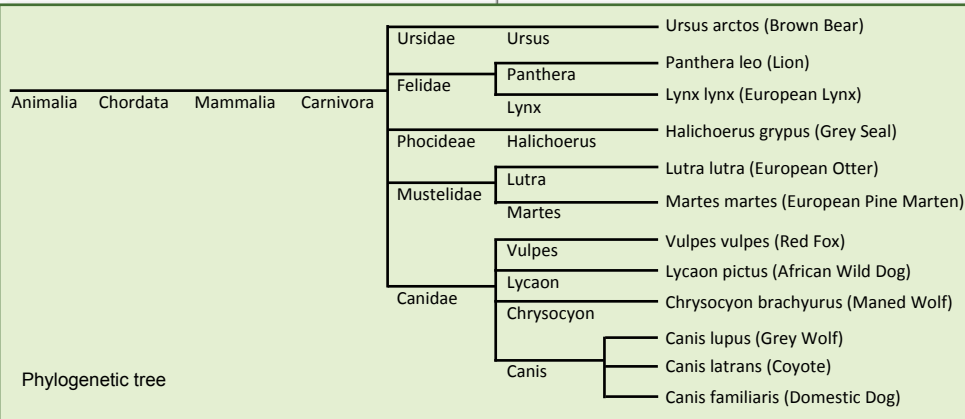 Ursidae Ursus Ursus arctos (Brown Bear)
Panthera leo (Lion)
Felidae Panthera
Lynx lynx (European Lynx)
Animalia Chordata Mammalia Carnivora
Lynx
Halichoerus grypus (Grey Seal)
Phocideae Halichoerus
Lutra lutra (European Otter)
Mustelidae Lutra
Martes martes (European Pine Marten)
Martes
Vulpes vulpes (Red Fox)
Vulpes
Lycaon pictus (African Wild Dog)
Lycaon
Canidae
Chrysocyon brachyurus (Maned Wolf)
Chrysocyon
Canis lupus (Grey Wolf)
Canis latrans (Coyote)
Canis
Phylogenetic tree
Canis familiaris (Domestic Dog)